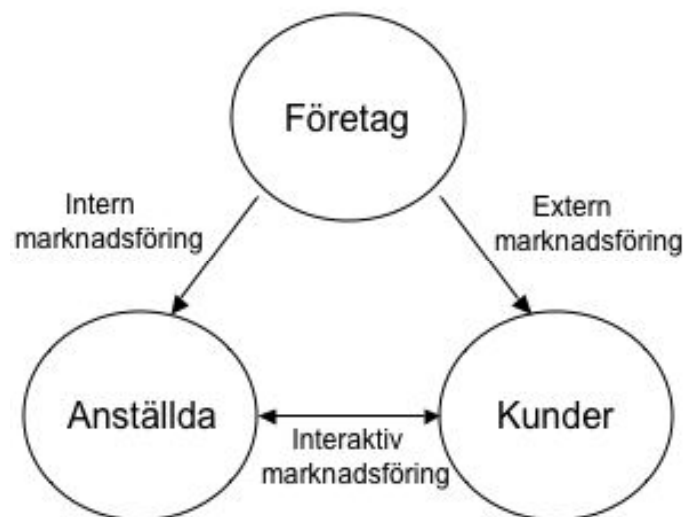 Företag
Intern
marknadsföring
Extern
marknadsföring
Anställda
Kunder
Interaktiv
marknadsföring